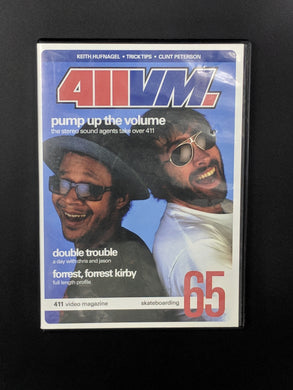 KEITH HUFNAGEL • TRICK TIPS • CLINT PETERSON
411VM.
pump up the volume
the stereo sound agents take over 411
double trouble
a day with chris and jason
forrest, forrest kirby
full length profile
411 video magazine
skateboarding
65